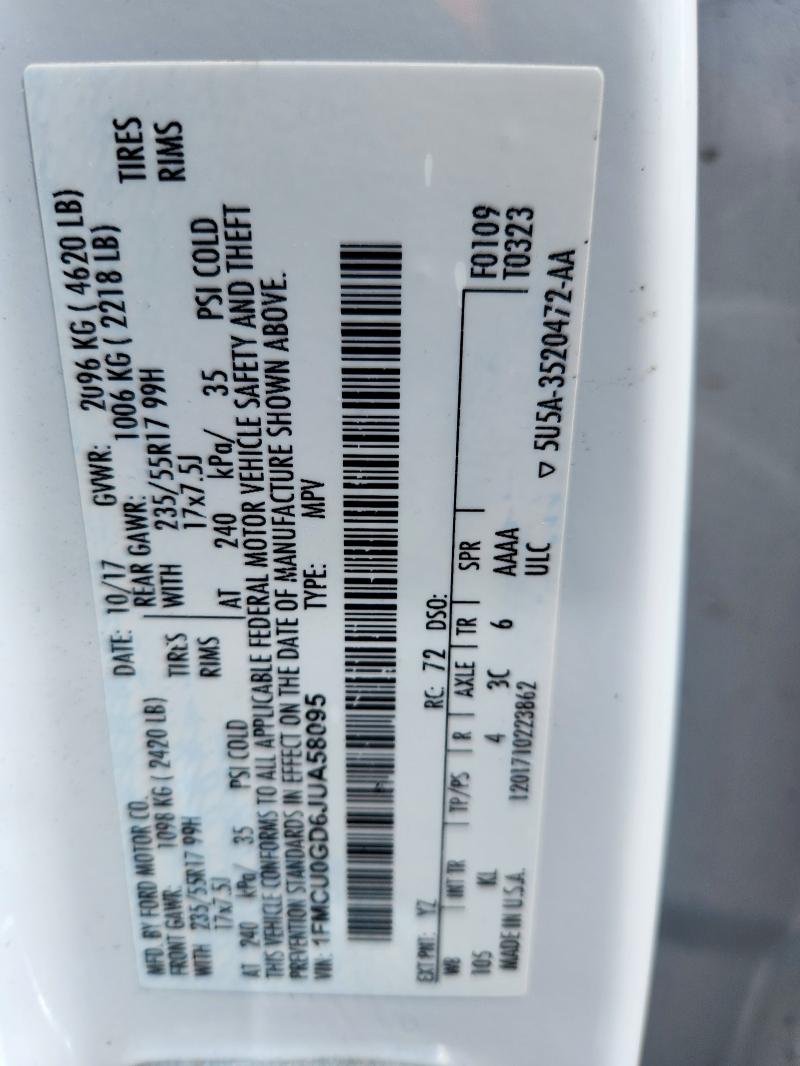 MFD. BY FORD MOTOR CO. DATE: 10/17 GVWR: 2096 KG ( 4620 LB)
FRONT GAWR: 1098 KG ( 2420 LB) REAR GAWR: 1006 KG ( 2218 LB)
WITH 235/55R17 99H TIRES WITH 235/55R17 99H TIRES
17x7.5J RIMS 17x7.5J RIMS
AT 240 kPa/ 35 PSI COLD AT 240 kPa/ 35 PSI COLD
THIS VEHICLE CONFORMS TO ALL APPLICABLE FEDERAL MOTOR VEHICLE SAFETY AND THEFT
PREVENTION STANDARDS IN EFFECT ON THE DATE OF MANUFACTURE SHOWN ABOVE.
VIN: 1FMCU0GD6JUA58095 TYPE: MPV
EXT PNT: YZ RC: 72 DSO: F0109
WB INT TR TP/PS R AXLE TR SPR T0323
105 KL 4 3C 6 AAAA
MADE IN U.S.A. 1201710223862 ULC
▽ 5U5A-3520472-AA